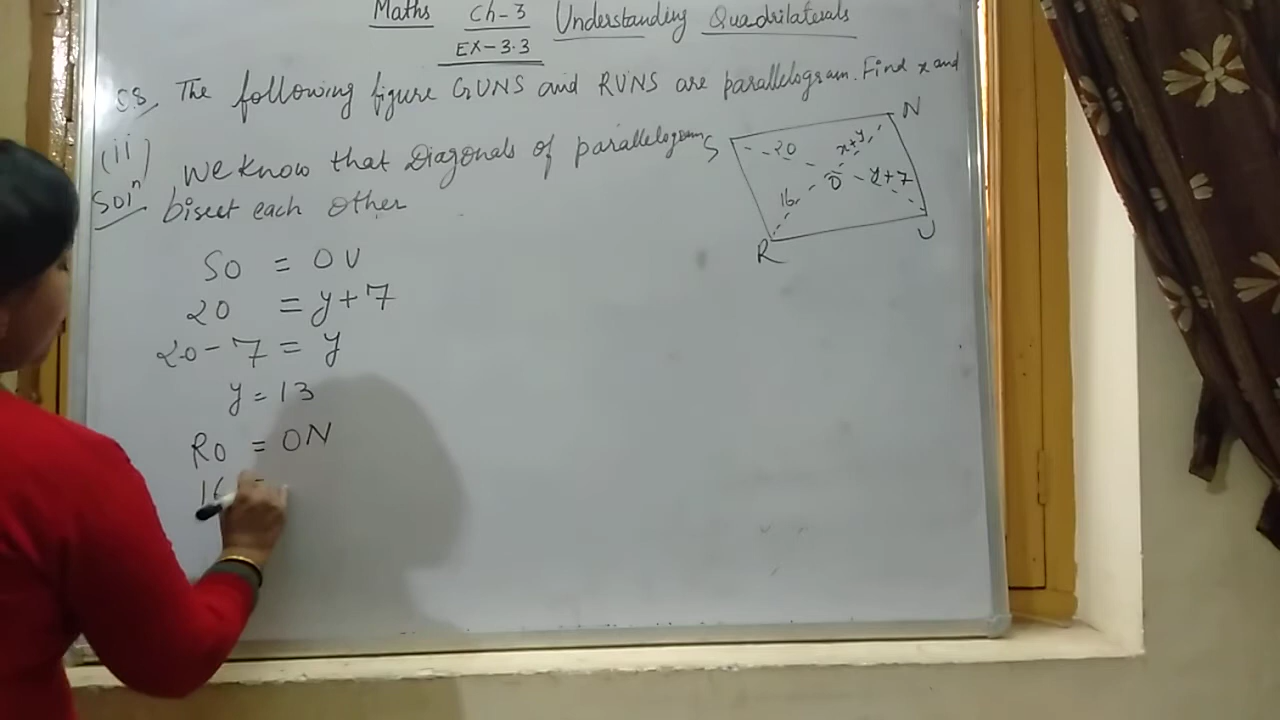 Maths Ch-3 Understanding Quadrilaterals
EX-3.3
The following figure GUNS and RUNS are parallelogram. Find x and
(ii) We know that Diagonals of parallelograms
Solⁿ bisect each other
SO = OU
20 = y+7
20-7 = y
y = 13
RO = ON
16 =
S
N
20
x+y
O
y+7
16
R
U